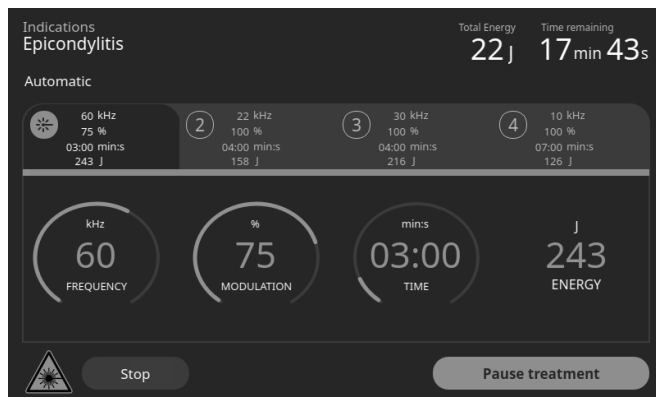 Indications
Epicondylitis
Total Energy
22 J
Time remaining
17 min 43 s
Automatic
60 kHz
75 %
03:00 min:s
243 J
2
22 kHz
100 %
04:00 min:s
158 J
3
30 kHz
100 %
04:00 min:s
216 J
4
10 kHz
100 %
07:00 min:s
126 J
kHz
60
FREQUENCY
%
75
MODULATION
min:s
03:00
TIME
J
243
ENERGY
Stop
Pause treatment